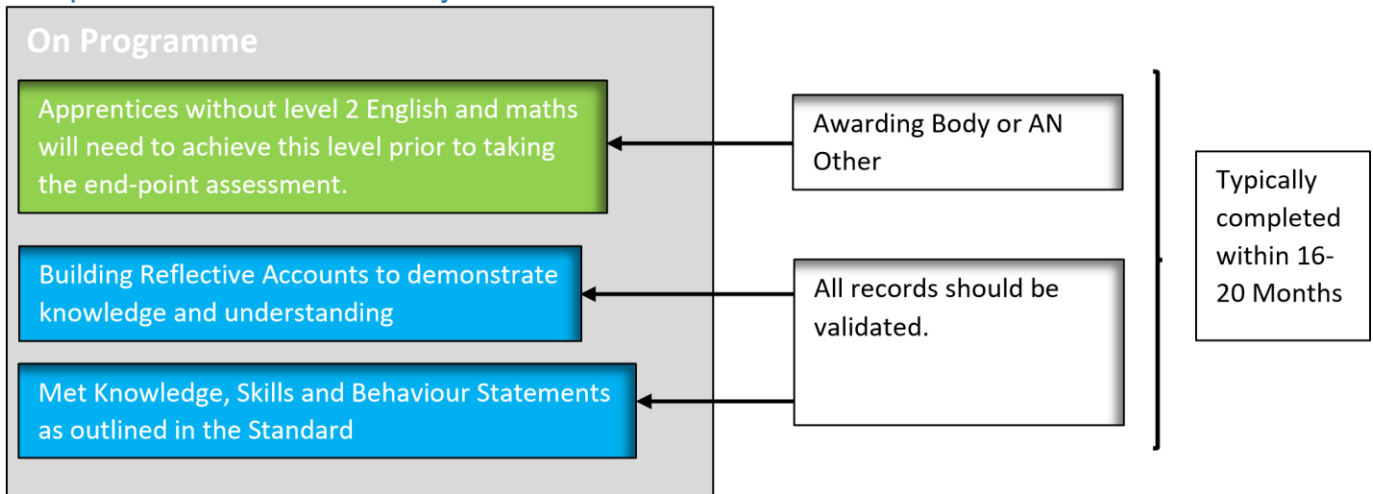 On Programme
Apprentices without level 2 English and maths
will need to achieve this level prior to taking
the end-point assessment.
Awarding Body or AN
Other
Building Reflective Accounts to demonstrate
knowledge and understanding
All records should be
validated.
Met Knowledge, Skills and Behaviour Statements
as outlined in the Standard
Typically
completed
within 16-
20 Months